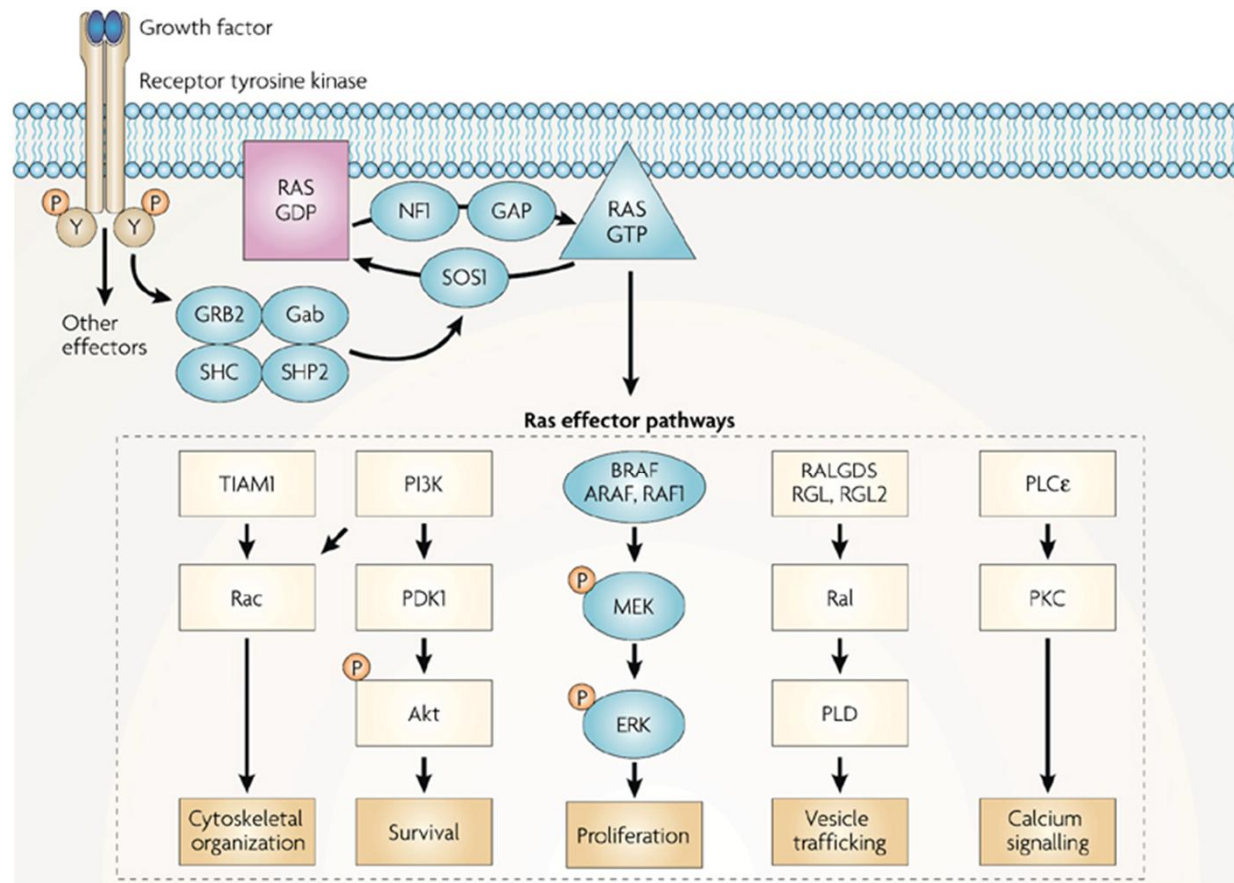 Growth factor
Receptor tyrosine kinase
RAS
GDP
NF1
GAP
RAS
GTP
P
Y
Y
P
SOS1
Other
effectors
GRB2
Gab
SHC
SHP2
Ras effector pathways
TIAM1
PI3K
BRAF
ARAF, RAF1
RALGDS
RGL, RGL2
PLCε
Rac
PDK1
P
MEK
Ral
PKC
P
Akt
P
ERK
PLD
Cytoskeletal
organization
Survival
Proliferation
Vesicle
trafficking
Calcium
signalling